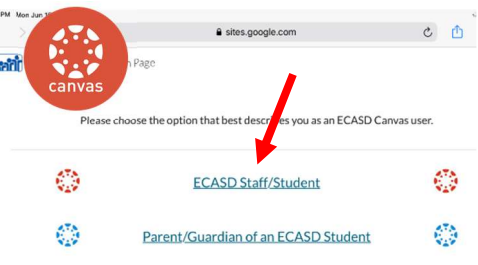 PM Mon Jun
sites.google.com
Page
canvas
Please choose the option that best describes you as an ECASD Canvas user.
ECASD Staff/Student
Parent/Guardian of an ECASD Student